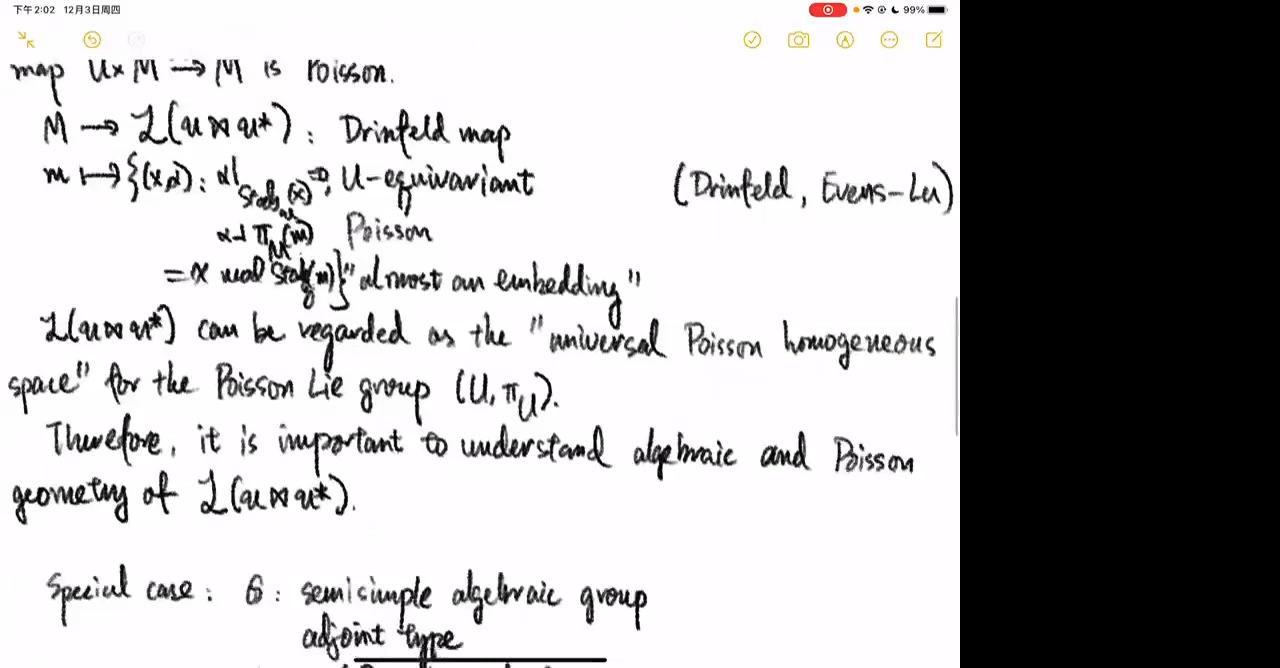 下午2:02 12月3日周四 99%
map U × M → M is Poisson.
M → ℒ(𝔲 ⋈ 𝔲*) : Drinfeld map
m ↦ {(x,α) : α| Stab𝔲(x) =0, U-equivariant (Drinfeld, Evens-Lu)
α⅃ π_M(m) Poisson
= x mod Stab (m)} "almost an embedding"
ℒ(𝔲 ⋈ 𝔲*) can be regarded as the "universal Poisson homogeneous
space" for the Poisson Lie group (U, π_U).
Therefore, it is important to understand algebraic and Poisson
geometry of ℒ(𝔲 ⋈ 𝔲*).
Special case : G : semisimple algebraic group
adjoint type